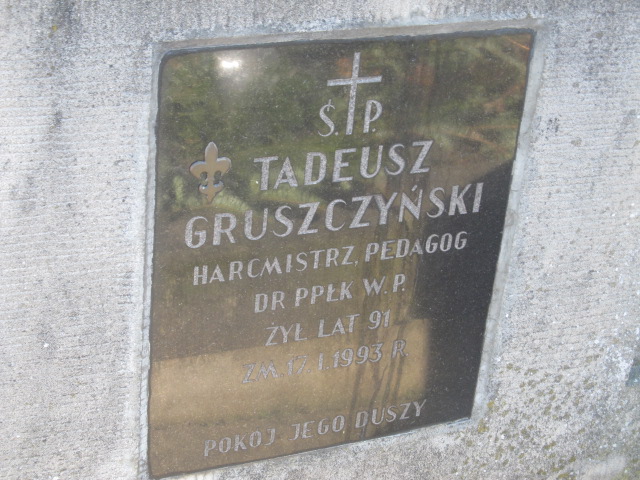 Ś.P.
TADEUSZ
GRUSZCZYŃSKI
HARCMISTRZ, PEDAGOG
DR PPŁK W.P.
ŻYŁ LAT 91
ZM. 17.I.1993 R.
POKÓJ JEGO DUSZY